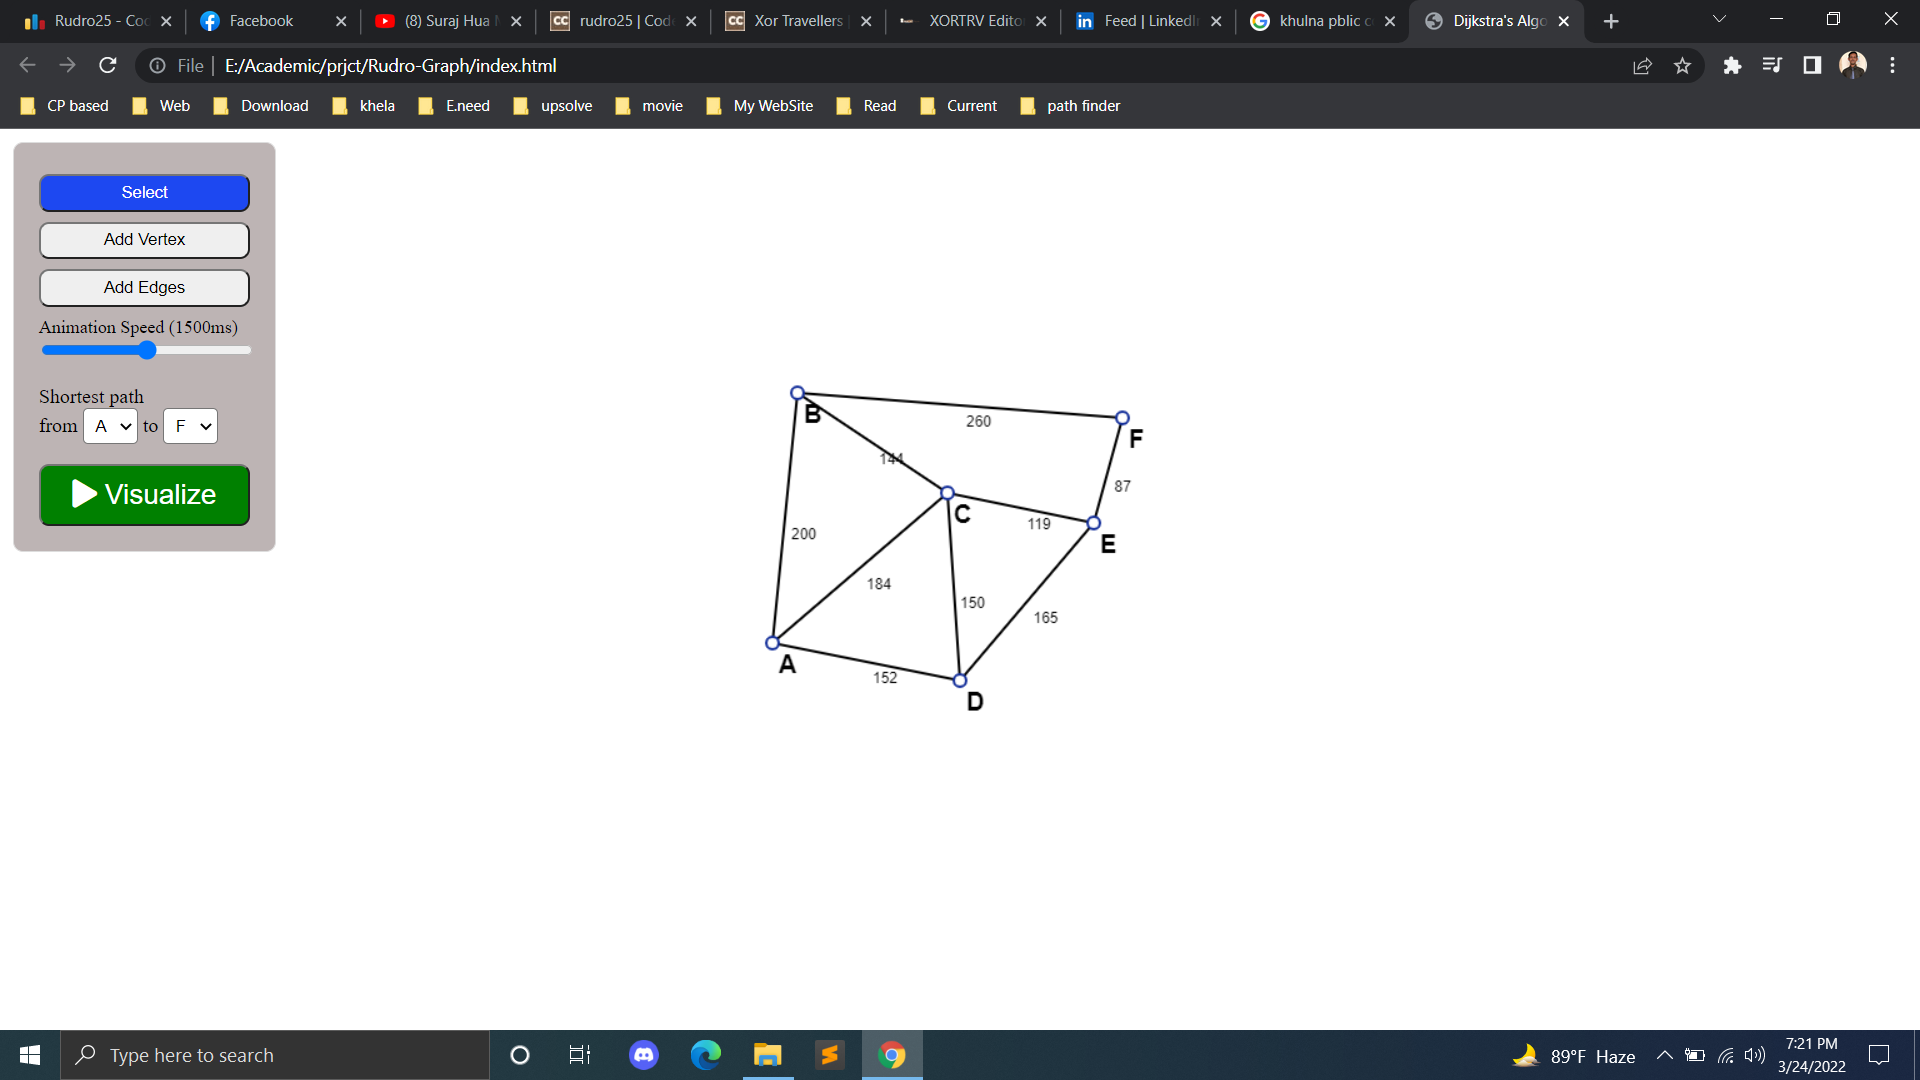 Rudro25 - Co
Facebook
(8) Suraj Hua
rudro25 | Cod
Xor Travellers
XORTRV Edito
Feed | LinkedI
khulna pblic c
Dijkstra's Algo
File
E:/Academic/prjct/Rudro-Graph/index.html
CP based
Web
Download
khela
E.need
upsolve
movie
My WebSite
Read
Current
path finder
Select
Add Vertex
Add Edges
Animation Speed (1500ms)
Shortest path
from A to F
Visualize
B
260
F
144
87
C
119
E
200
184
150
165
A
152
D
Type here to search
89°F Haze
7:21 PM
3/24/2022